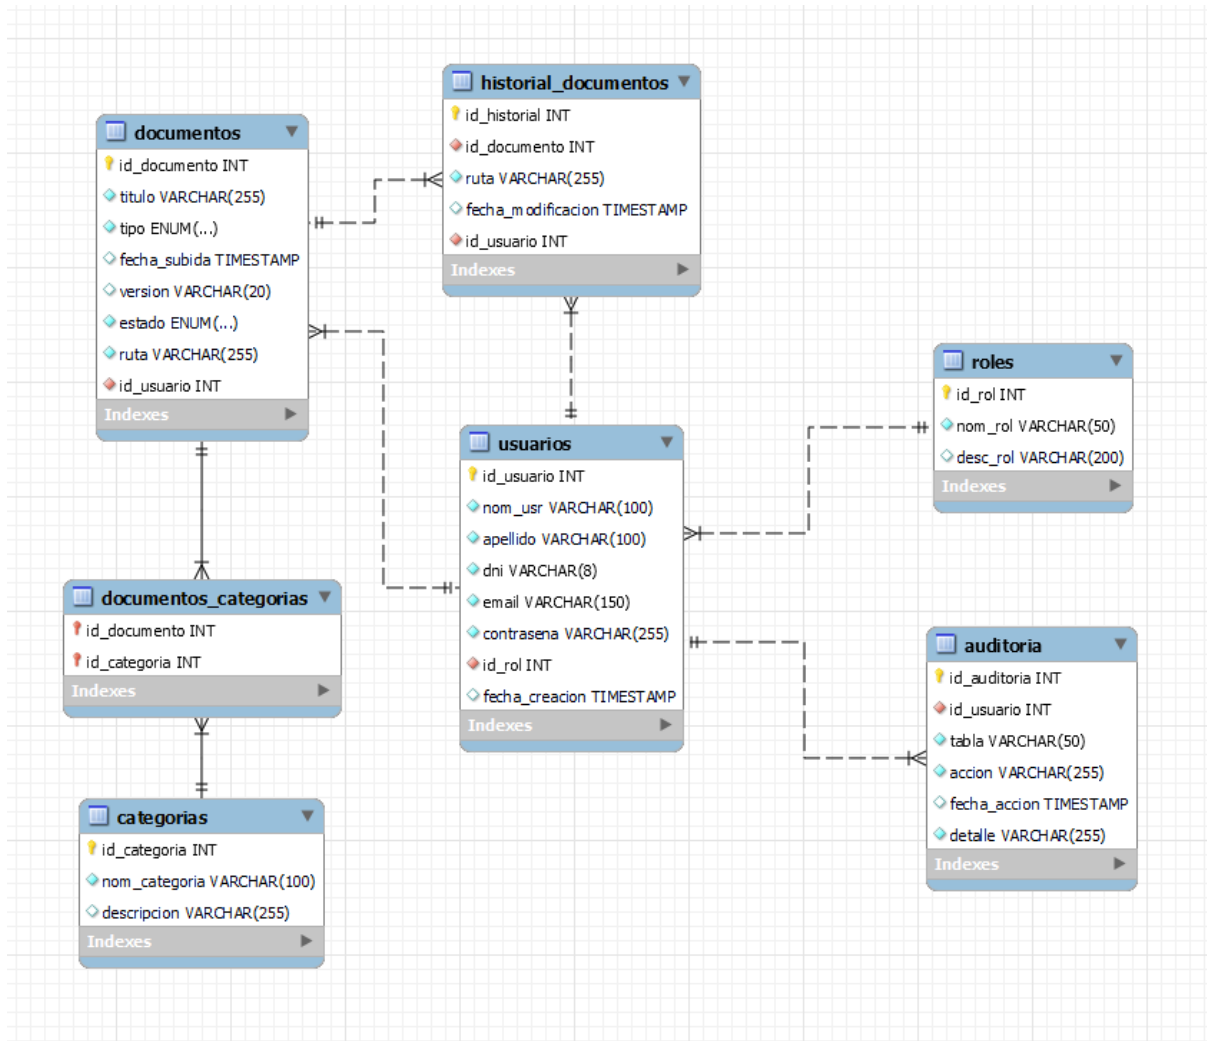 historial_documentos
id_historial INT
id_documento INT
ruta VARCHAR(255)
fecha_modificacion TIMESTAMP
id_usuario INT
Indexes
documentos
id_documento INT
titulo VARCHAR(255)
tipo ENUM(...)
fecha_subida TIMESTAMP
version VARCHAR(20)
estado ENUM(...)
ruta VARCHAR(255)
id_usuario INT
Indexes
roles
id_rol INT
nom_rol VARCHAR(50)
desc_rol VARCHAR(200)
Indexes
usuarios
id_usuario INT
nom_usr VARCHAR(100)
apellido VARCHAR(100)
dni VARCHAR(8)
email VARCHAR(150)
contrasena VARCHAR(255)
id_rol INT
fecha_creacion TIMESTAMP
Indexes
documentos_categorias
id_documento INT
id_categoria INT
Indexes
auditoria
id_auditoria INT
id_usuario INT
tabla VARCHAR(50)
accion VARCHAR(255)
fecha_accion TIMESTAMP
detalle VARCHAR(255)
Indexes
categorias
id_categoria INT
nom_categoria VARCHAR(100)
descripcion VARCHAR(255)
Indexes